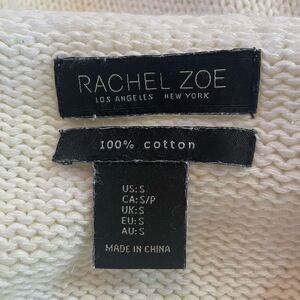 RACHEL ZOE
LOS ANGELES NEW YORK
100% cotton
US:S
CA:S/P
UK:S
EU:S
AU:S
MADE IN CHINA